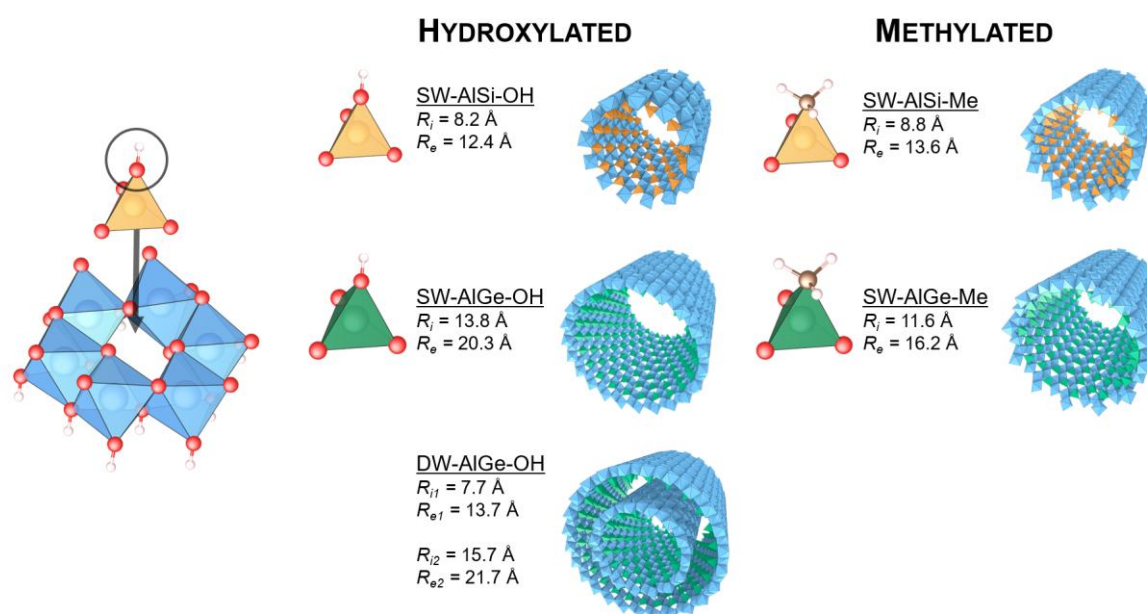 HYDROXYLATED
METHYLATED
SW-AlSi-OH
Ri = 8.2 Å
Re = 12.4 Å
SW-AlSi-Me
Ri = 8.8 Å
Re = 13.6 Å
SW-AlGe-OH
Ri = 13.8 Å
Re = 20.3 Å
SW-AlGe-Me
Ri = 11.6 Å
Re = 16.2 Å
DW-AlGe-OH
Ri1 = 7.7 Å
Re1 = 13.7 Å
Ri2 = 15.7 Å
Re2 = 21.7 Å